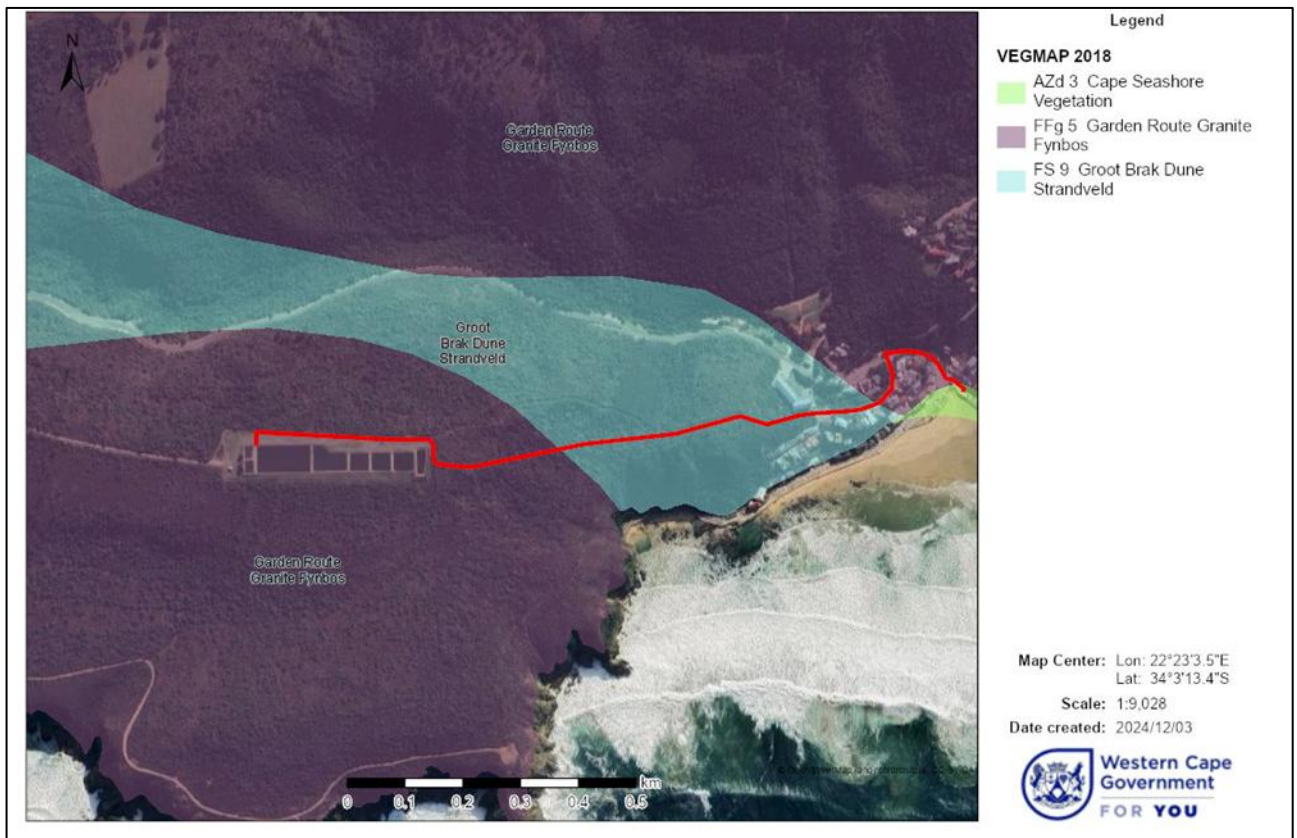 N
Garden Route
Granite Fynbos
Groot
Brak Dune
Strandveld
Garden Route
Granite Fynbos
km
0 0,1 0,2 0,3 0,4 0,5
Legend
VEGMAP 2018
AZd 3 Cape Seashore
Vegetation
FFg 5 Garden Route Granite
Fynbos
FS 9 Groot Brak Dune
Strandveld
Map Center: Lon: 22°23'3.5"E
Lat: 34°3'13.4"S
Scale: 1:9,028
Date created: 2024/12/03
Western Cape
Government
FOR YOU